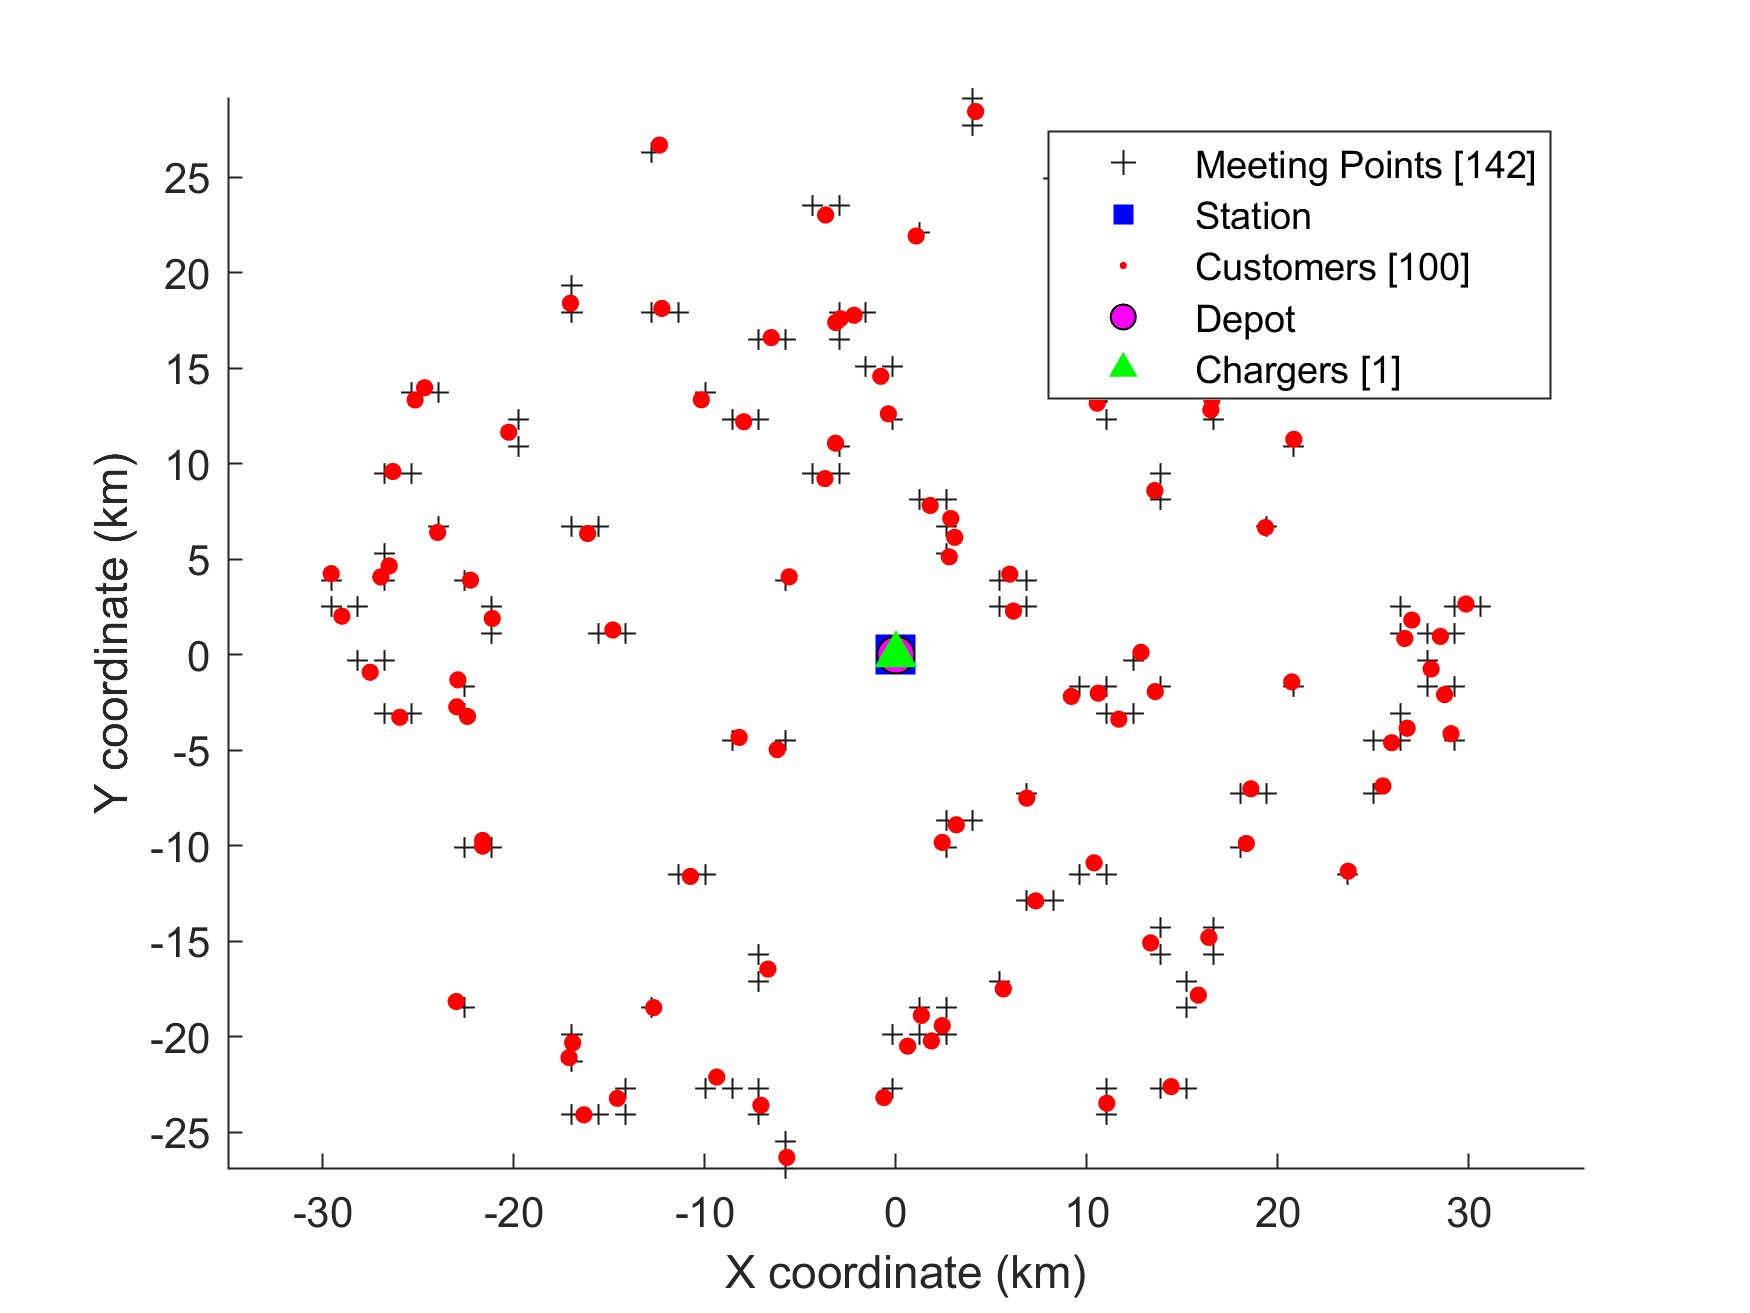 25
20
15
10
5
0
-5
-10
-15
-20
-25
Y coordinate (km)
Meeting Points [142]
Station
Customers [100]
Depot
Chargers [1]
-30
-20
-10
0
10
20
30
X coordinate (km)